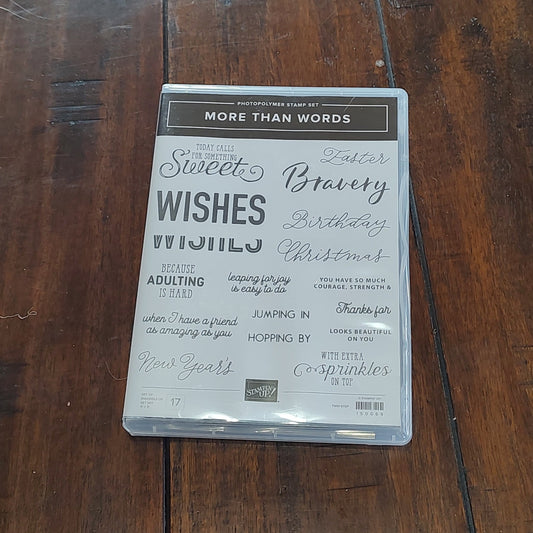 PHOTOPOLYMER STAMP SET
MORE THAN WORDS
TODAY CALLS
FOR SOMETHING
Sweet
Easter
Bravery
WISHES
WISHES
Birthday
Christmas
BECAUSE
ADULTING
IS HARD
leaping for joy
is easy to do
YOU HAVE SO MUCH
COURAGE, STRENGTH &
when I have a friend
as amazing as you
JUMPING IN
HOPPING BY
Thanks for
LOOKS BEAUTIFUL
ON YOU
New Year's
WITH EXTRA
sprinkles
ON TOP
STAMPIN' UP!
17